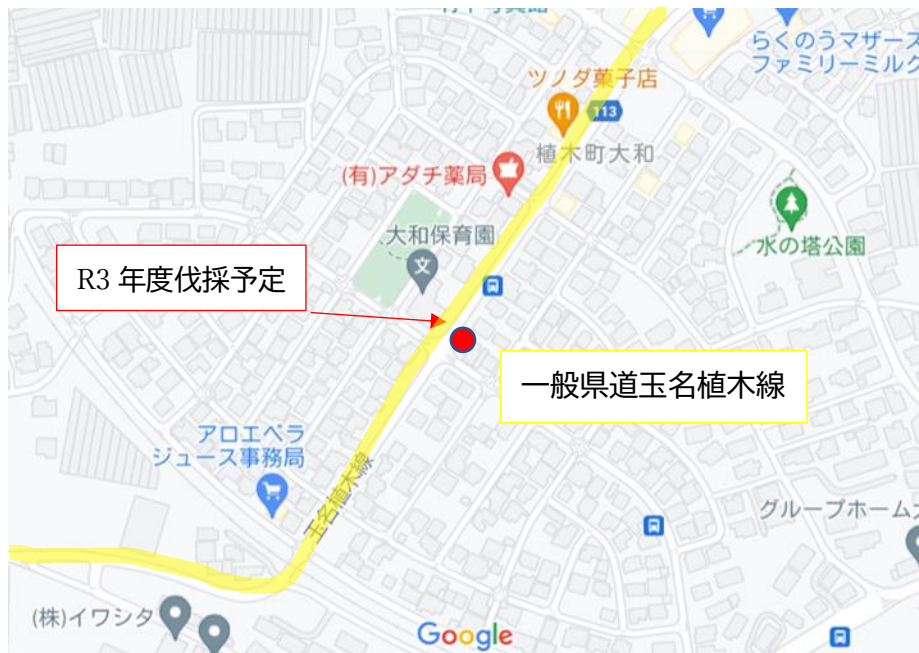 らくのうマザーズ
ファミリーミルク
ツノダ菓子店
113
植木町大和
(有)アダチ薬局
大和保育園
文
水の塔公園
R3 年度伐採予定
一般県道玉名植木線
アロエベラ
ジュース事務局
玉名植木線
グループホーム
(株)イワシタ
Google